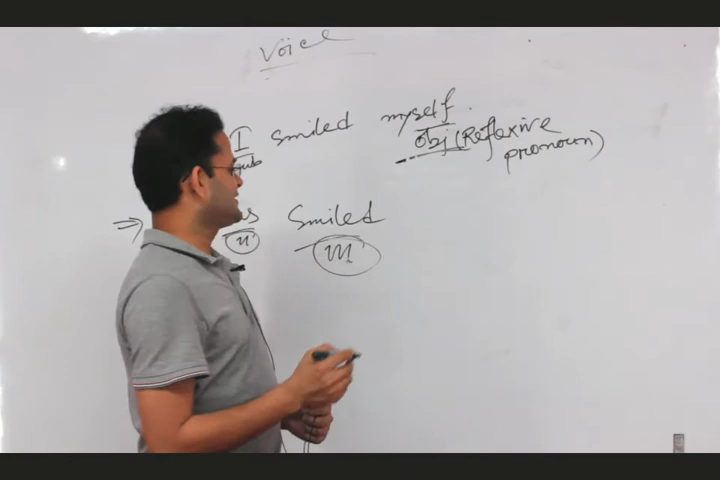 Voice
I smiled myself.
sub obj (Reflexive
pronoun)
⇒ Smiled